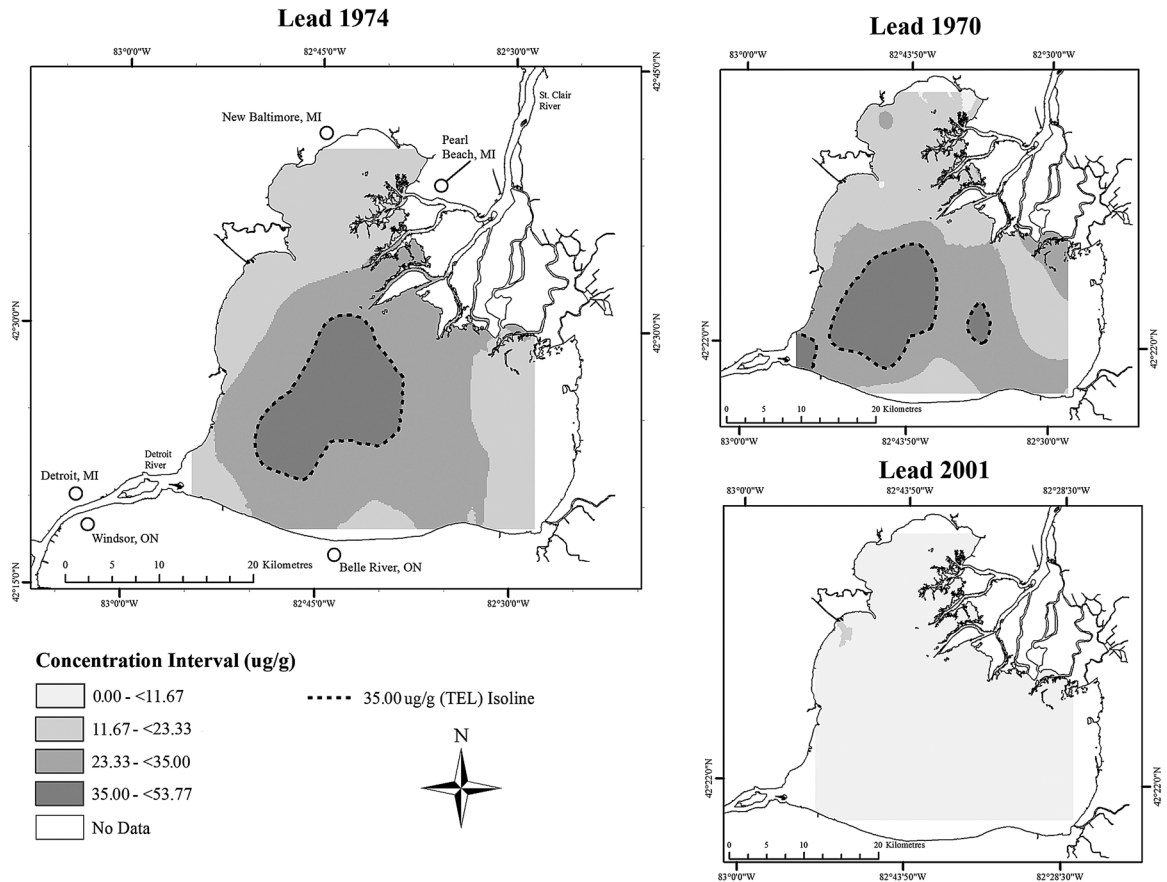 Lead 1974
83°0'0"W 82°45'0"W 82°30'0"W
42°45'0"N
St. Clair
River
New Baltimore, MI
Pearl
Beach, MI
42°30'0"N
42°30'0"N
Detroit
River
Detroit, MI
Windsor, ON
Belle River, ON
0 5 10 20 Kilometres
42°15'0"N
83°0'0"W 82°45'0"W 82°30'0"W
Lead 1970
83°0'0"W 82°43'50"W 82°30'0"W
42°22'0"N
42°22'0"N
0 5 10 20 Kilometres
83°0'0"W 82°43'50"W 82°30'0"W
Lead 2001
83°0'0"W 82°43'50"W 82°28'30"W
42°22'0"N
42°22'0"N
0 5 10 20 Kilometres
83°0'0"W 82°43'50"W 82°28'30"W
Concentration Interval (ug/g)
0.00 - <11.67
11.67 - <23.33
23.33 - <35.00
35.00 - <53.77
No Data
35.00 ug/g (TEL) Isoline
N